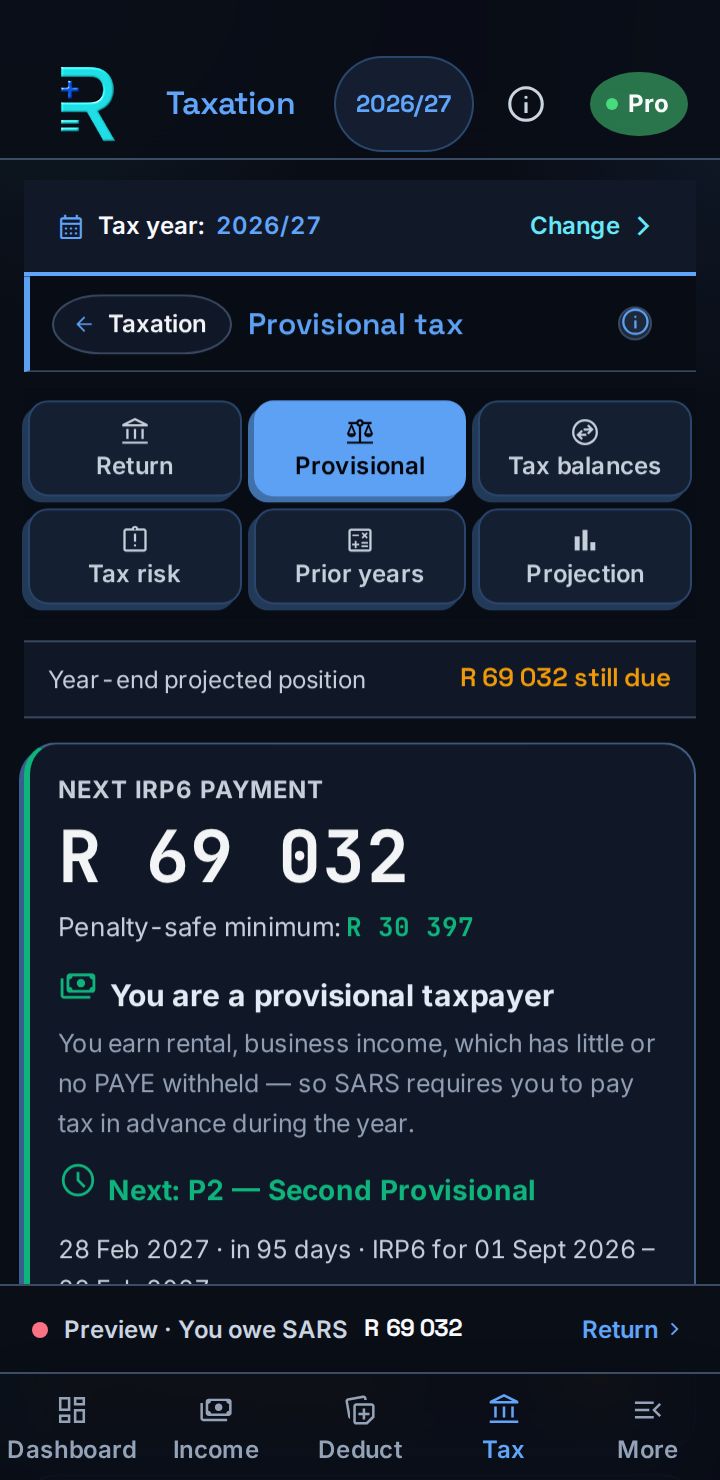 Taxation 2026/27 Pro
Tax year: 2026/27 Change
Taxation Provisional tax
Return Provisional Tax balances
Tax risk Prior years Projection
Year-end projected position R 69 032 still due
NEXT IRP6 PAYMENT
R 69 032
Penalty-safe minimum: R 30 397
You are a provisional taxpayer
You earn rental, business income, which has little or
no PAYE withheld — so SARS requires you to pay
tax in advance during the year.
Next: P2 — Second Provisional
28 Feb 2027 · in 95 days · IRP6 for 01 Sept 2026 –
Preview · You owe SARS R 69 032 Return
Dashboard Income Deduct Tax More